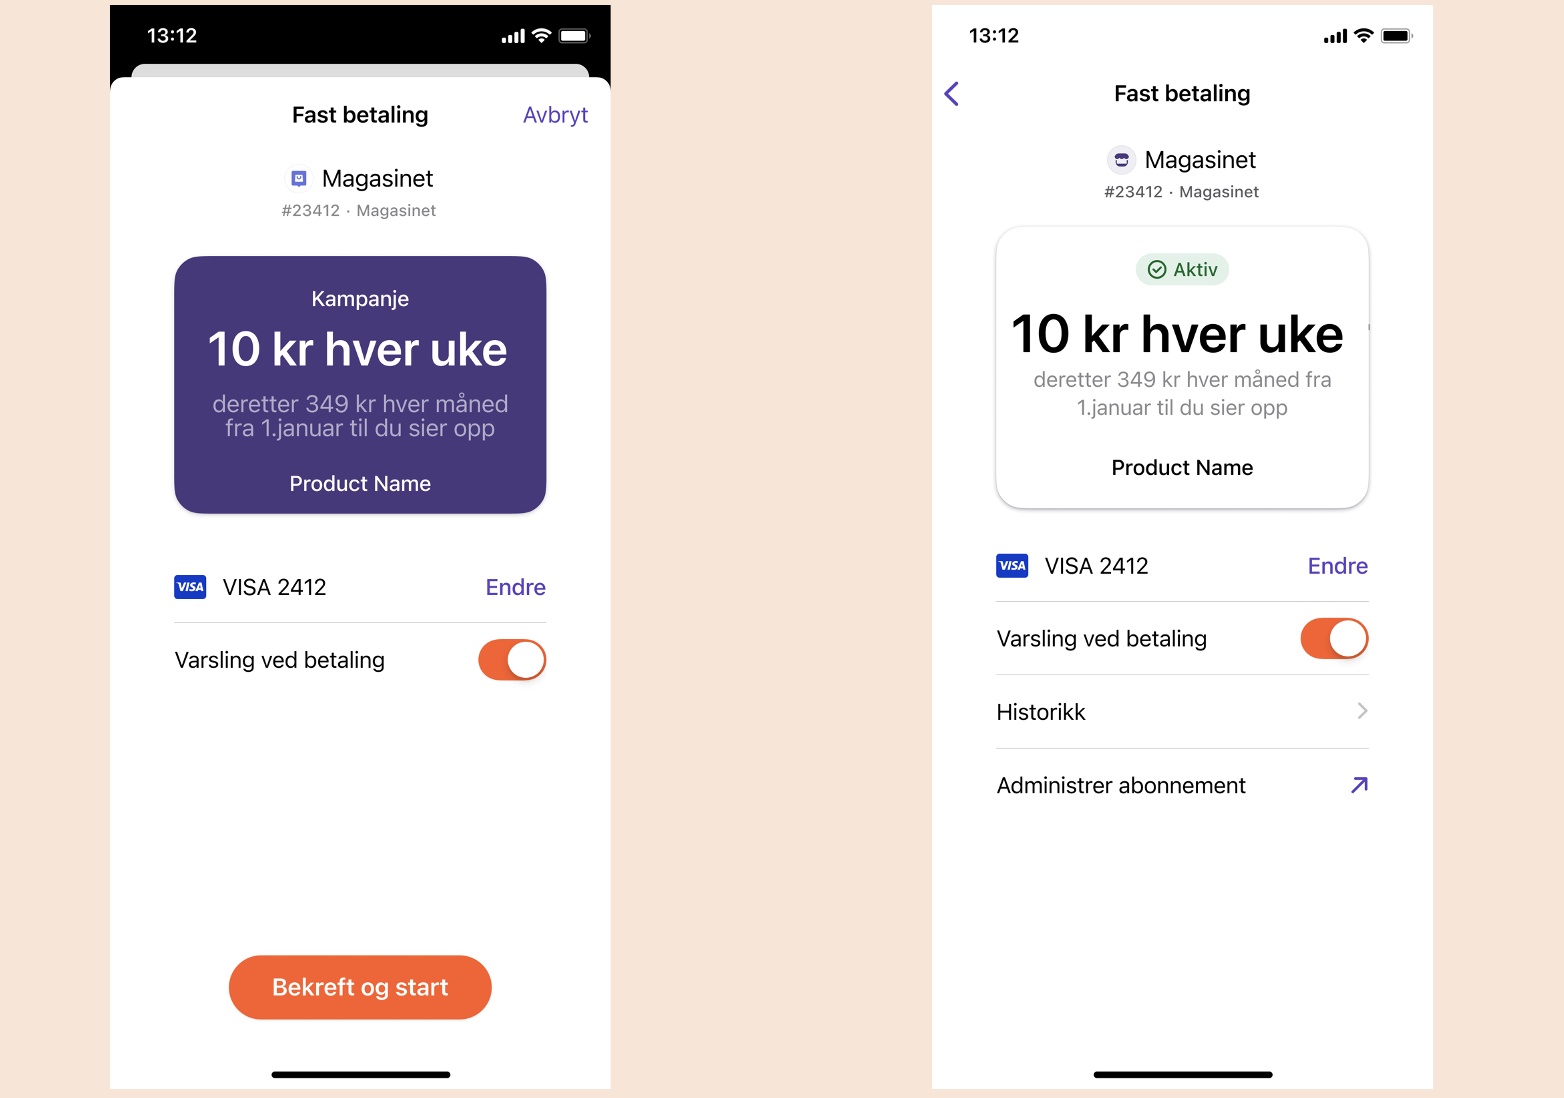 13:12
Fast betaling
Avbryt
Magasinet
#23412 · Magasinet
Kampanje
10 kr hver uke
deretter 349 kr hver måned
fra 1.januar til du sier opp
Product Name
VISA
VISA 2412
Endre
Varsling ved betaling
Bekreft og start
13:12
Fast betaling
Magasinet
#23412 · Magasinet
Aktiv
10 kr hver uke
deretter 349 kr hver måned fra
1.januar til du sier opp
Product Name
VISA
VISA 2412
Endre
Varsling ved betaling
Historikk
Administrer abonnement